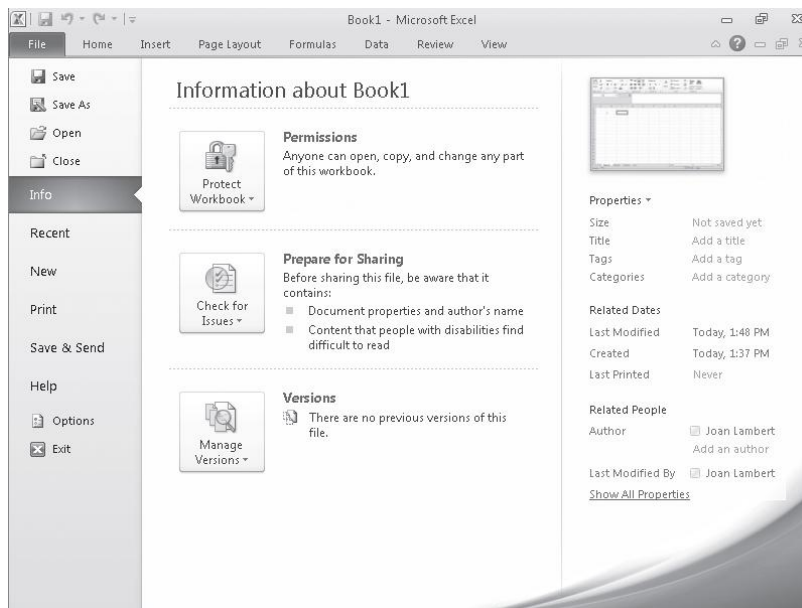 Book1 - Microsoft Excel
File Home Insert Page Layout Formulas Data Review View
Save
Save As
Open
Close
Info
Recent
New
Print
Save & Send
Help
Options
Exit
Information about Book1
Protect
Workbook
Permissions
Anyone can open, copy, and change any part
of this workbook.
Check for
Issues
Prepare for Sharing
Before sharing this file, be aware that it
contains:
Document properties and author's name
Content that people with disabilities find
difficult to read
Manage
Versions
Versions
There are no previous versions of this
file.
Properties
Size Not saved yet
Title Add a title
Tags Add a tag
Categories Add a category
Related Dates
Last Modified Today, 1:48 PM
Created Today, 1:37 PM
Last Printed Never
Related People
Author Joan Lambert
Add an author
Last Modified By Joan Lambert
Show All Properties